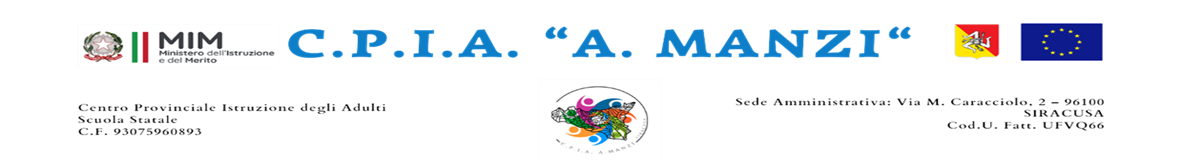 MIM
Ministero dell'Istruzione
e del Merito
C.P.I.A. “A. MANZI“
Centro Provinciale Istruzione degli Adulti
Scuola Statale
C.F. 93075960893
Sede Amministrativa: Via M. Caracciolo, 2 – 96100
SIRACUSA
Cod.U. Fatt. UFVQ66
C.P.I.A. A.MANZI